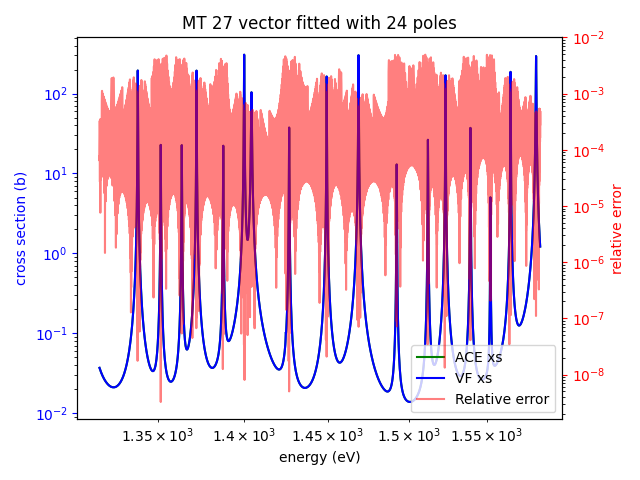 MT 27 vector fitted with 24 poles
10²
10¹
10⁰
10⁻¹
10⁻²
cross section (b)
10⁻²
10⁻³
10⁻⁴
10⁻⁵
10⁻⁶
10⁻⁷
10⁻⁸
relative error
ACE xs
VF xs
Relative error
1.35×10³ 1.4×10³ 1.45×10³ 1.5×10³ 1.55×10³
energy (eV)